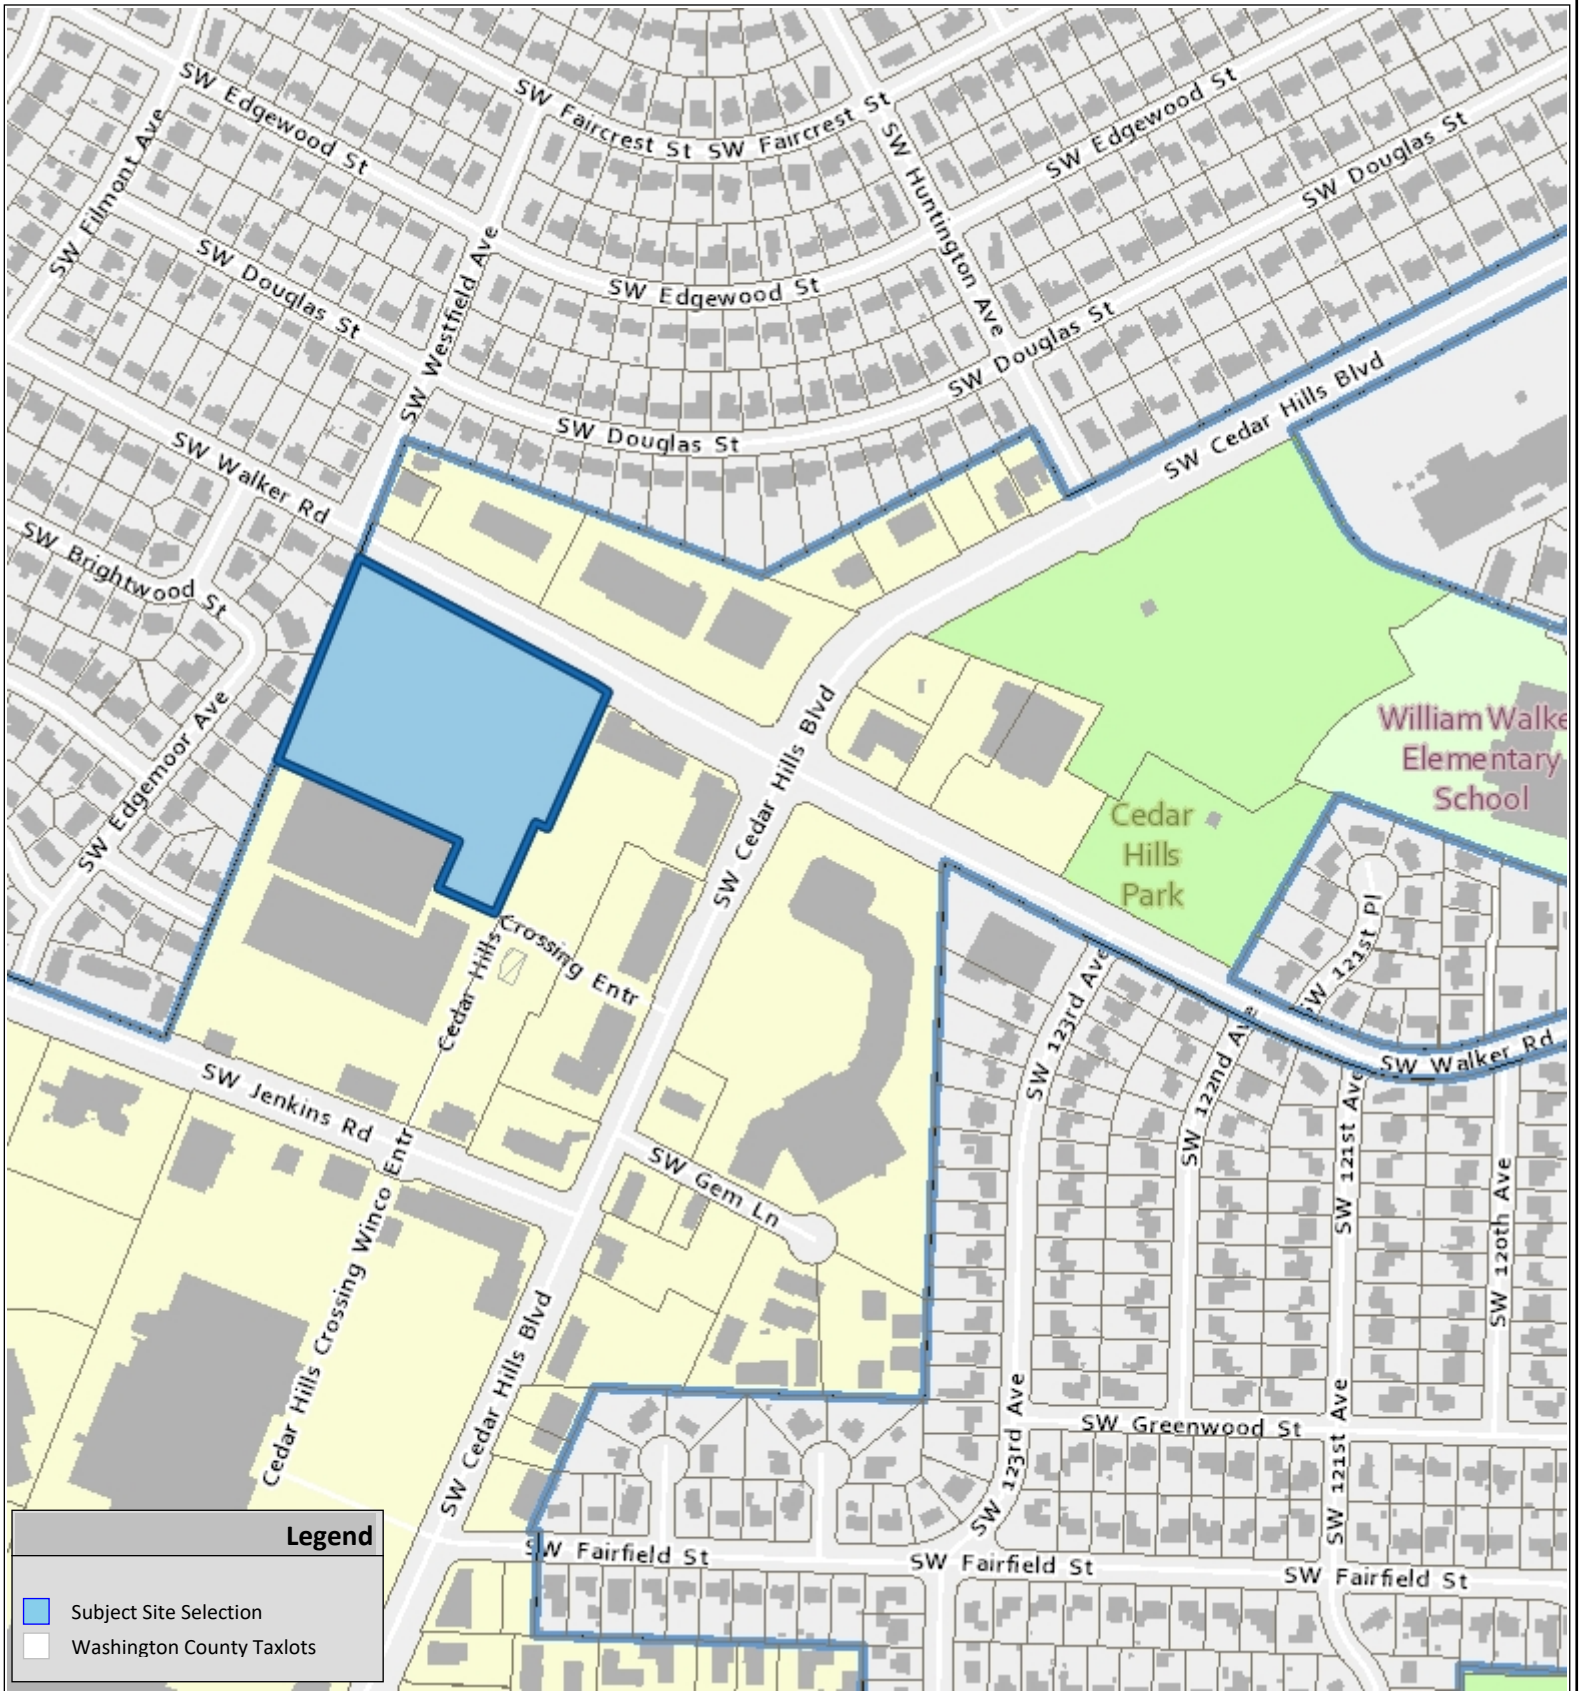 SW Edgewood St
SW Faircrest St
SW Faircrest St
SW Edgewood St
SW Filmont Ave
SW Huntington Ave
SW Douglas St
SW Douglas St
SW Westfield Ave
SW Edgewood St
SW Douglas St
SW Douglas St
SW Cedar Hills Blvd
SW Walker Rd
SW Brightwood St
SW Edgemoor Ave
SW Cedar Hills Blvd
William Walke
Elementary
School
Cedar
Hills
Park
SW 121st Pl
Cedar Hills
Crossing Entr
SW 123rd Ave
SW 122nd Ave
SW Walker Rd
SW Jenkins Rd
SW Gem Ln
SW 121st Ave
SW 120th Ave
Cedar Hills Crossing Winco Entr
SW Cedar Hills Blvd
SW 123rd Ave
SW Greenwood St
SW 121st Ave
SW Fairfield St
SW Fairfield St
SW Fairfield St
Legend
Subject Site Selection
Washington County Taxlots